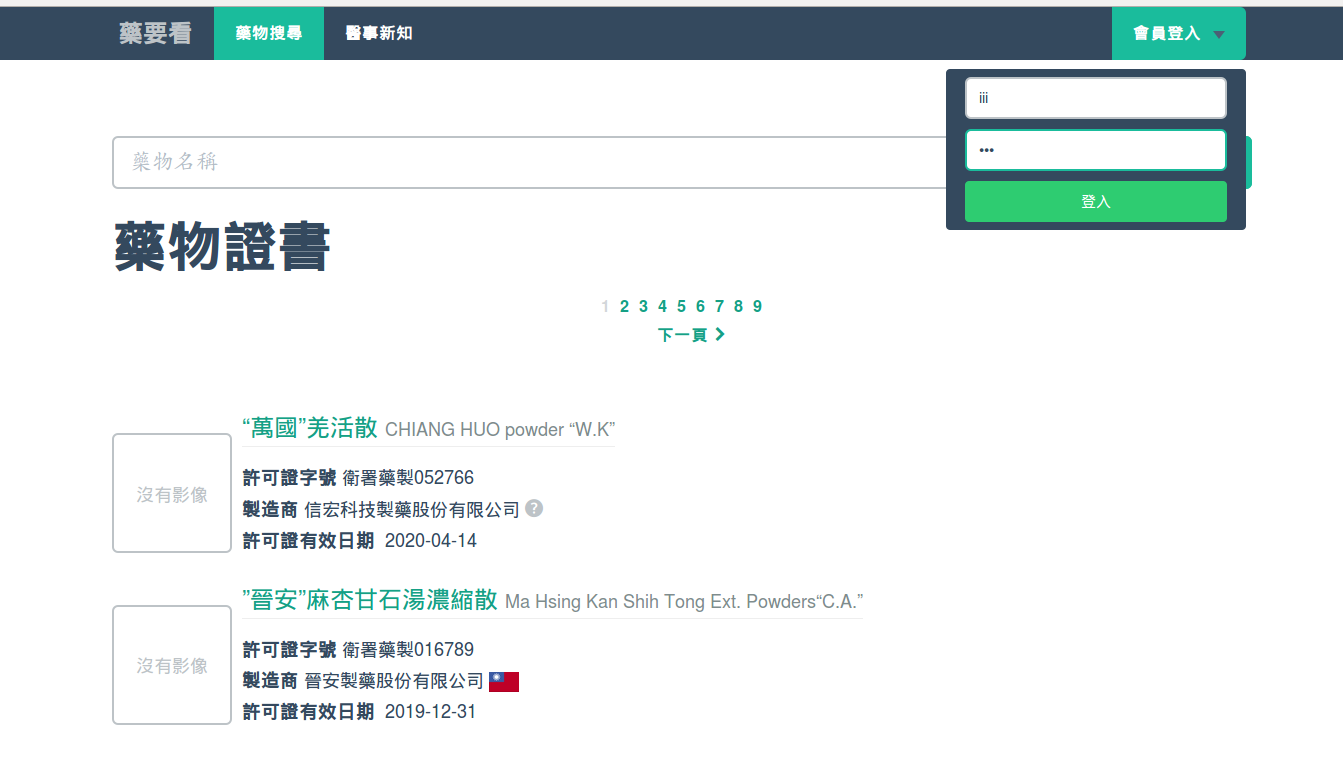 藥要看 藥物搜尋 醫事新知 會員登入
iii
•••
登入
藥物名稱
藥物證書
1 2 3 4 5 6 7 8 9
下一頁
“萬國”羌活散 CHIANG HUO powder “W.K”
沒有影像
許可證字號 衛署藥製052766
製造商 信宏科技製藥股份有限公司 ?
許可證有效日期 2020-04-14
”晉安”麻杏甘石湯濃縮散 Ma Hsing Kan Shih Tong Ext. Powders“C.A.”
沒有影像
許可證字號 衛署藥製016789
製造商 晉安製藥股份有限公司
許可證有效日期 2019-12-31